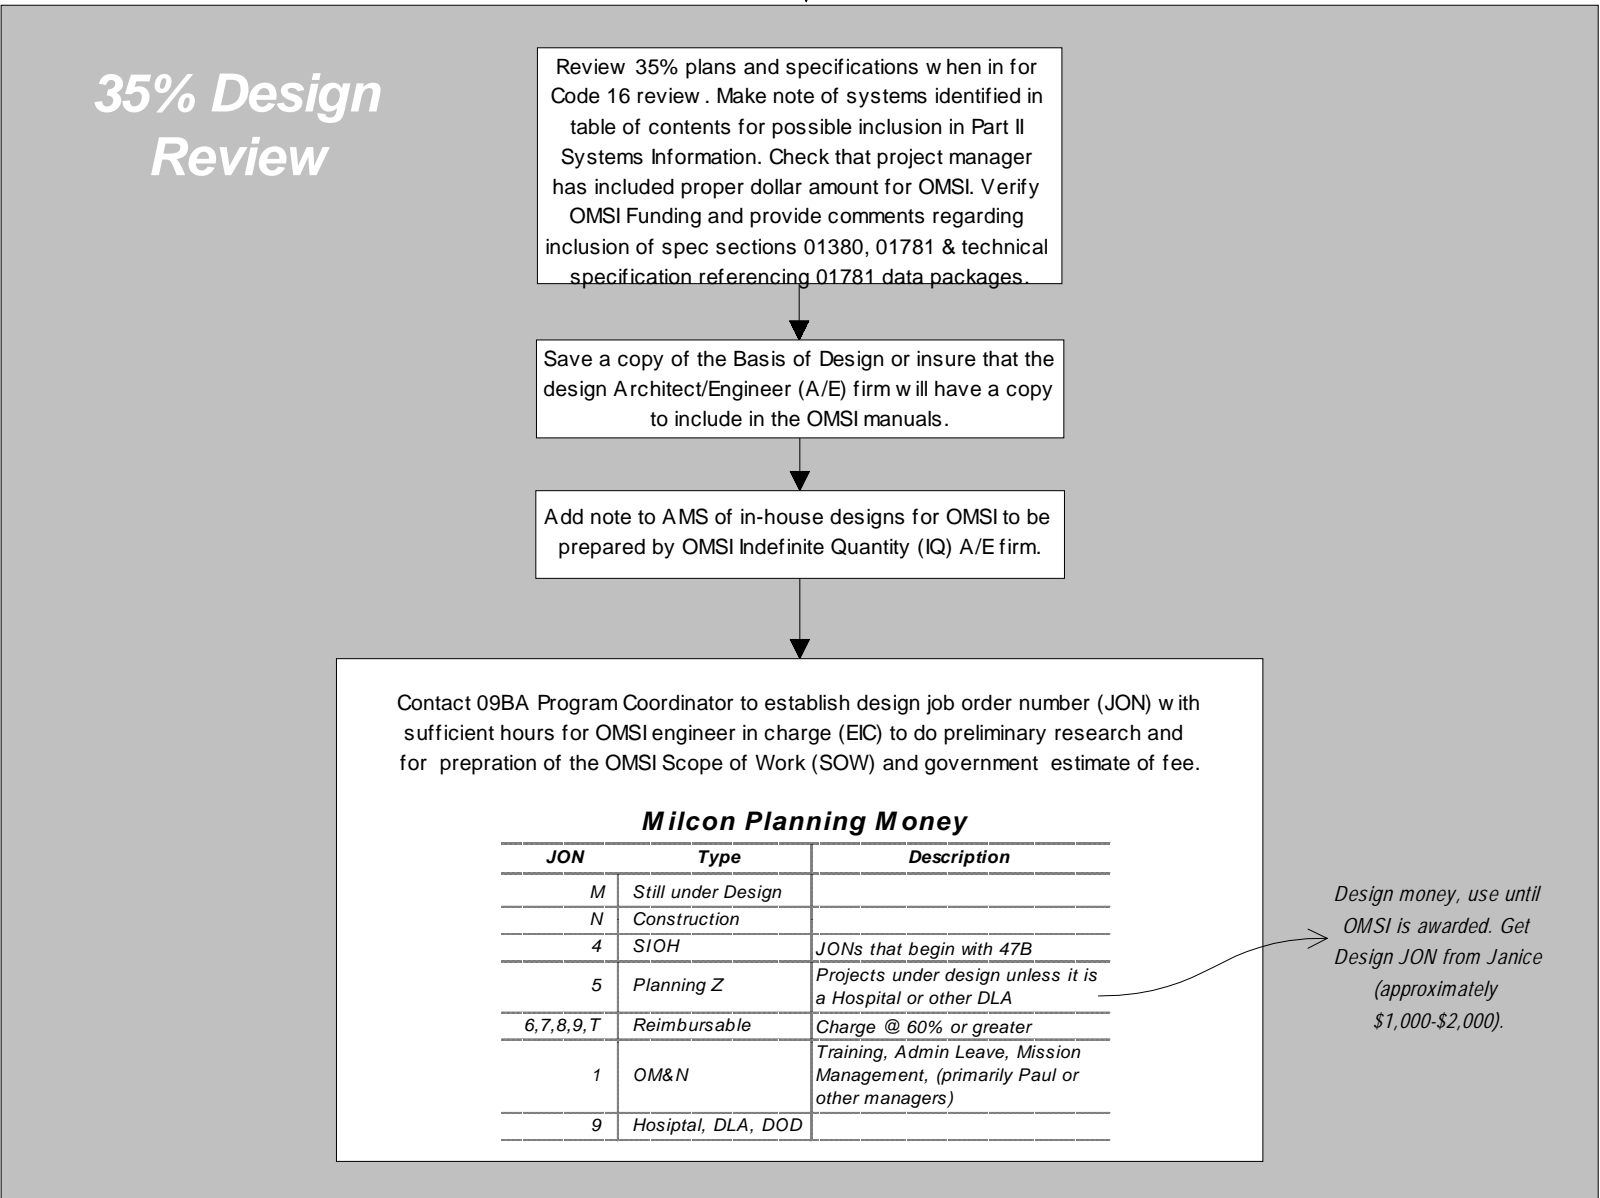 35% Design
Review
Review 35% plans and specifications when in for
Code 16 review. Make note of systems identified in
table of contents for possible inclusion in Part II
Systems Information. Check that project manager
has included proper dollar amount for OMSI. Verify
OMSI Funding and provide comments regarding
inclusion of spec sections 01380, 01781 & technical
specification referencing 01781 data packages.
Save a copy of the Basis of Design or insure that the
design Architect/Engineer (A/E) firm will have a copy
to include in the OMSI manuals.
Add note to AMS of in-house designs for OMSI to be
prepared by OMSI Indefinite Quantity (IQ) A/E firm.
Contact 09BA Program Coordinator to establish design job order number (JON) with
sufficient hours for OMSI engineer in charge (EIC) to do preliminary research and
for prepration of the OMSI Scope of Work (SOW) and government estimate of fee.
Milcon Planning Money
JON Type Description
M Still under Design
N Construction
4 SIOH JONs that begin with 47B
5 Planning Z Projects under design unless it is
a Hospital or other DLA
6,7,8,9,T Reimbursable Charge @ 60% or greater
1 OM&N Training, Admin Leave, Mission
Management, (primarily Paul or
other managers)
9 Hosiptal, DLA, DOD
Design money, use until
OMSI is awarded. Get
Design JON from Janice
(approximately
$1,000-$2,000).